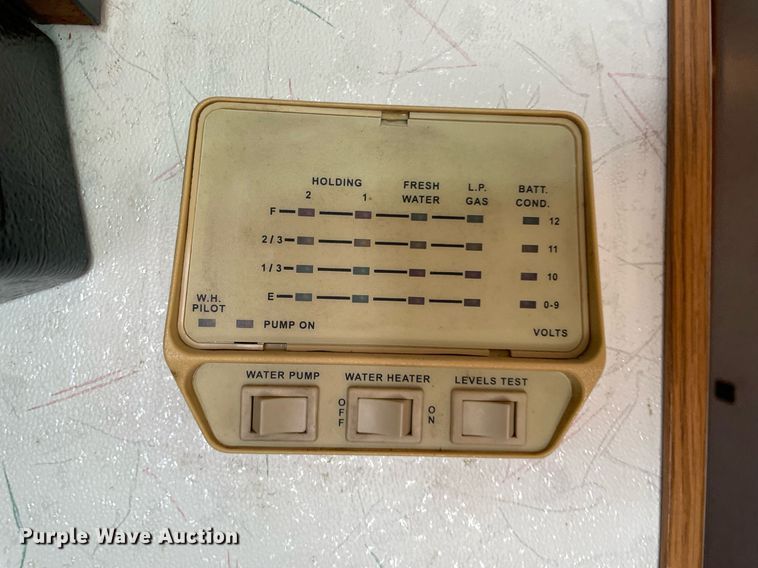 HOLDING FRESH L.P. BATT.
2 1 WATER GAS COND.
F 12
2/3 11
1/3 10
E 0-9
W.H.
PILOT
PUMP ON VOLTS
WATER PUMP WATER HEATER LEVELS TEST
OFF ON
Purple Wave Auction